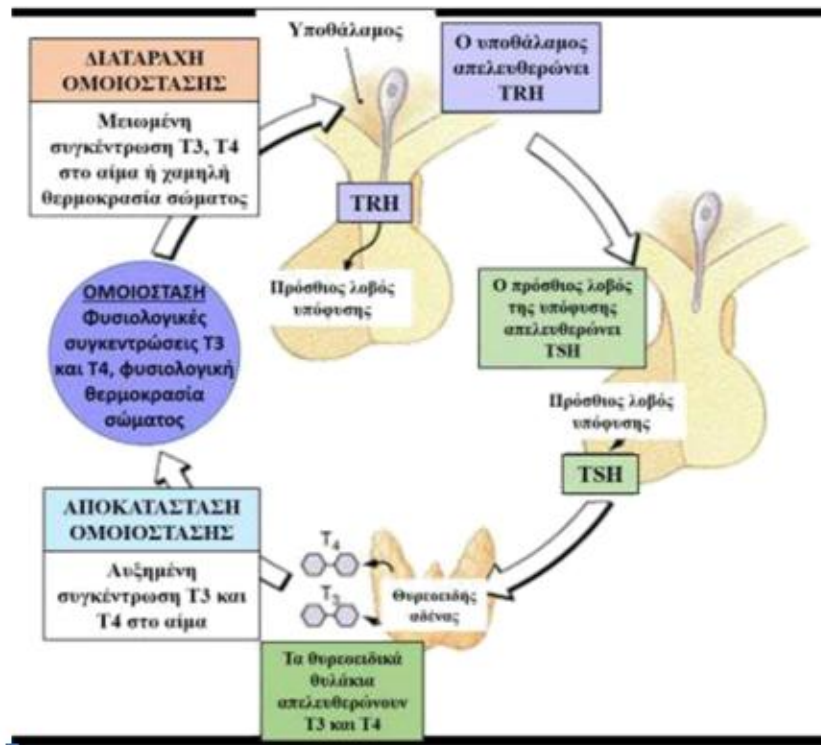 Υποθάλαμος
ΔΙΑΤΑΡΑΧΗ
ΟΜΟΙΟΣΤΑΣΗΣ
Μειωμένη
συγκέντρωση Τ3, Τ4
στο αίμα ή χαμηλή
θερμοκρασία σώματος
Ο υποθάλαμος
απελευθερώνει
TRH
TRH
Πρόσθιος λοβός
υπόφυσης
Ο πρόσθιος λοβός
της υπόφυσης
απελευθερώνει
TSH
Πρόσθιος λοβός
υπόφυσης
TSH
ΟΜΟΙΟΣΤΑΣΗ
Φυσιολογικές
συγκεντρώσεις Τ3
και Τ4, φυσιολογική
θερμοκρασία
σώματος
ΑΠΟΚΑΤΑΣΤΑΣΗ
ΟΜΟΙΟΣΤΑΣΗΣ
Αυξημένη
συγκέντρωση Τ3 και
Τ4 στο αίμα
T4
T3
Θυρεοειδής
αδένας
Τα θυρεοειδικά
θυλάκια
απελευθερώνουν
Τ3 και Τ4